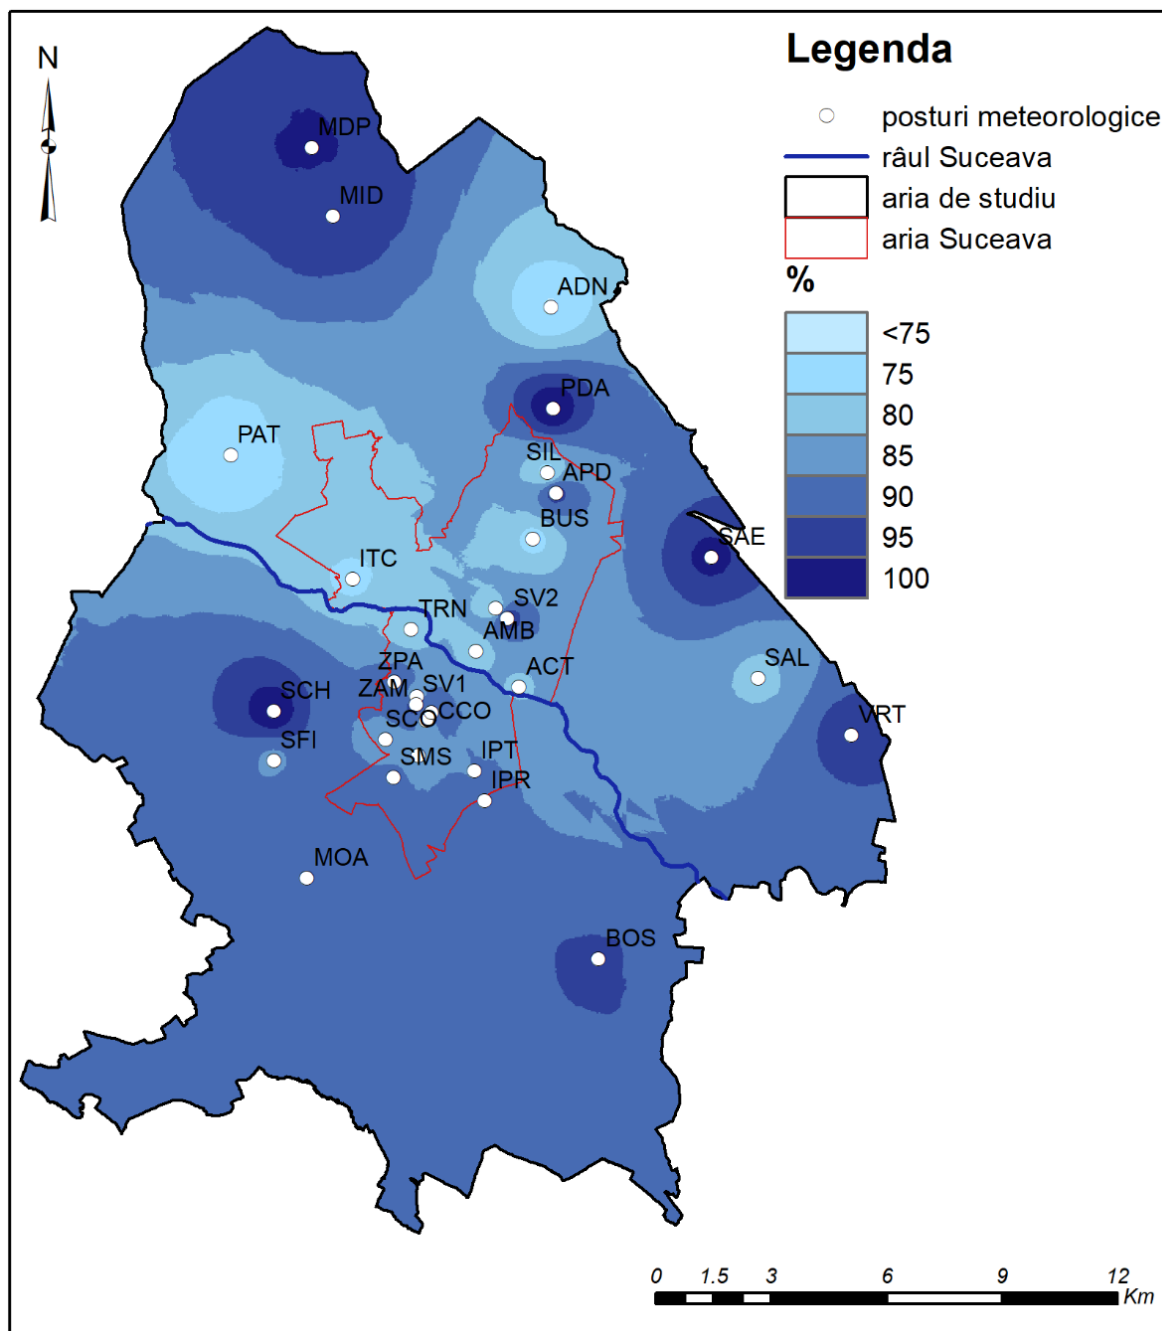 Legenda
N
posturi meteorologice
râul Suceava
aria de studiu
aria Suceava
%
<75
75
80
85
90
95
100
MDP
MID
ADN
PDA
PAT
SIL
APD
BUS
SAE
ITC
SV2
TRN
AMB
ZPA
ACT
SAL
ZAM
SV1
SCH
CCO
SCO
VRT
SFI
SMS
IPT
IPR
MOA
BOS
0 1.5 3 6 9 12
Km